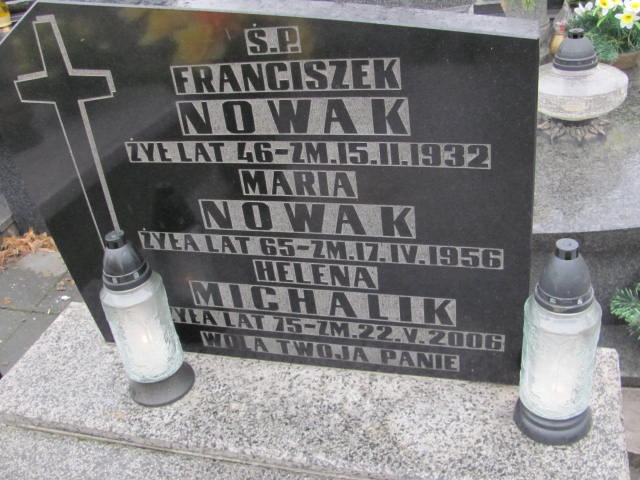 Ś.P.
FRANCISZEK
NOWAK
ŻYŁ LAT 46-ZM.15.II.1932
MARIA
NOWAK
ŻYŁA LAT 65-ZM.17.IV.1956
HELENA
MICHALIK
ŻYŁA LAT 75-ZM.22.V.2006
WOLA TWOJA PANIE